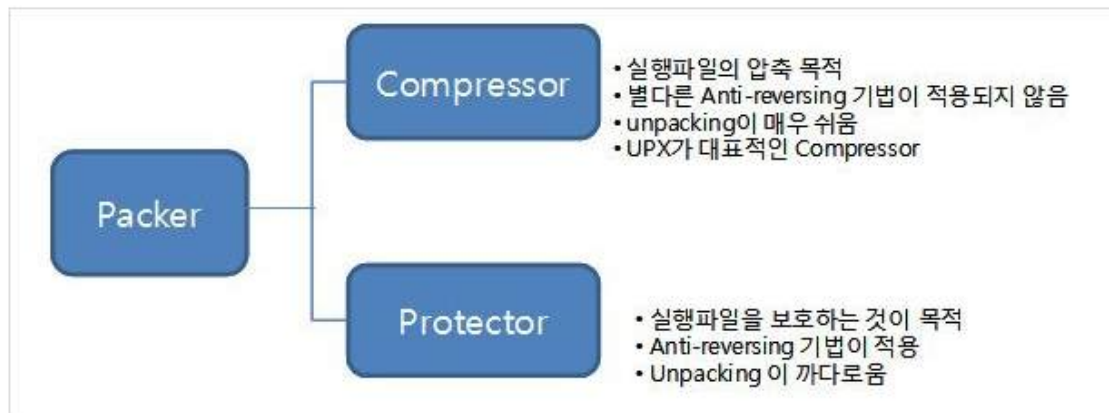 Packer
Compressor
• 실행파일의 압축 목적
• 별다른 Anti-reversing 기법이 적용되지 않음
• unpacking이 매우 쉬움
• UPX가 대표적인 Compressor
Protector
• 실행파일을 보호하는 것이 목적
• Anti-reversing 기법이 적용
• Unpacking 이 까다로움